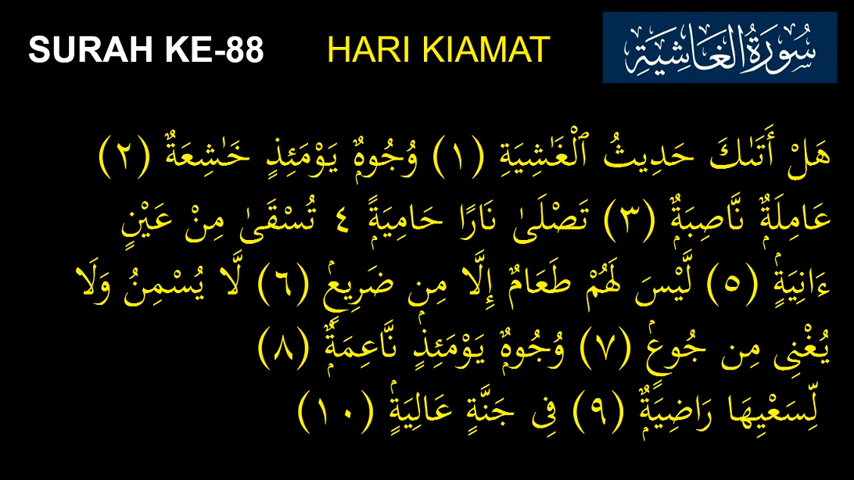 SURAH KE-88
HARI KIAMAT
سُورَةُ الغَاشِيَةِ
هَلْ أَتَىٰكَ حَدِيثُ ٱلْغَٰشِيَةِ (١) وُجُوهٌ يَوْمَئِذٍ خَٰشِعَةٌ (٢)
عَامِلَةٌ نَّاصِبَةٌ (٣) تَصْلَىٰ نَارًا حَامِيَةً ٤ تُسْقَىٰ مِنْ عَيْنٍ
ءَانِيَةٍ (٥) لَّيْسَ لَهُمْ طَعَامٌ إِلَّا مِن ضَرِيعٍ (٦) لَّا يُسْمِنُ وَلَا
يُغْنِى مِن جُوعٍ (٧) وُجُوهٌ يَوْمَئِذٍ نَّاعِمَةٌ (٨)
لِّسَعْيِهَا رَاضِيَةٌ (٩) فِى جَنَّةٍ عَالِيَةٍ (١٠)